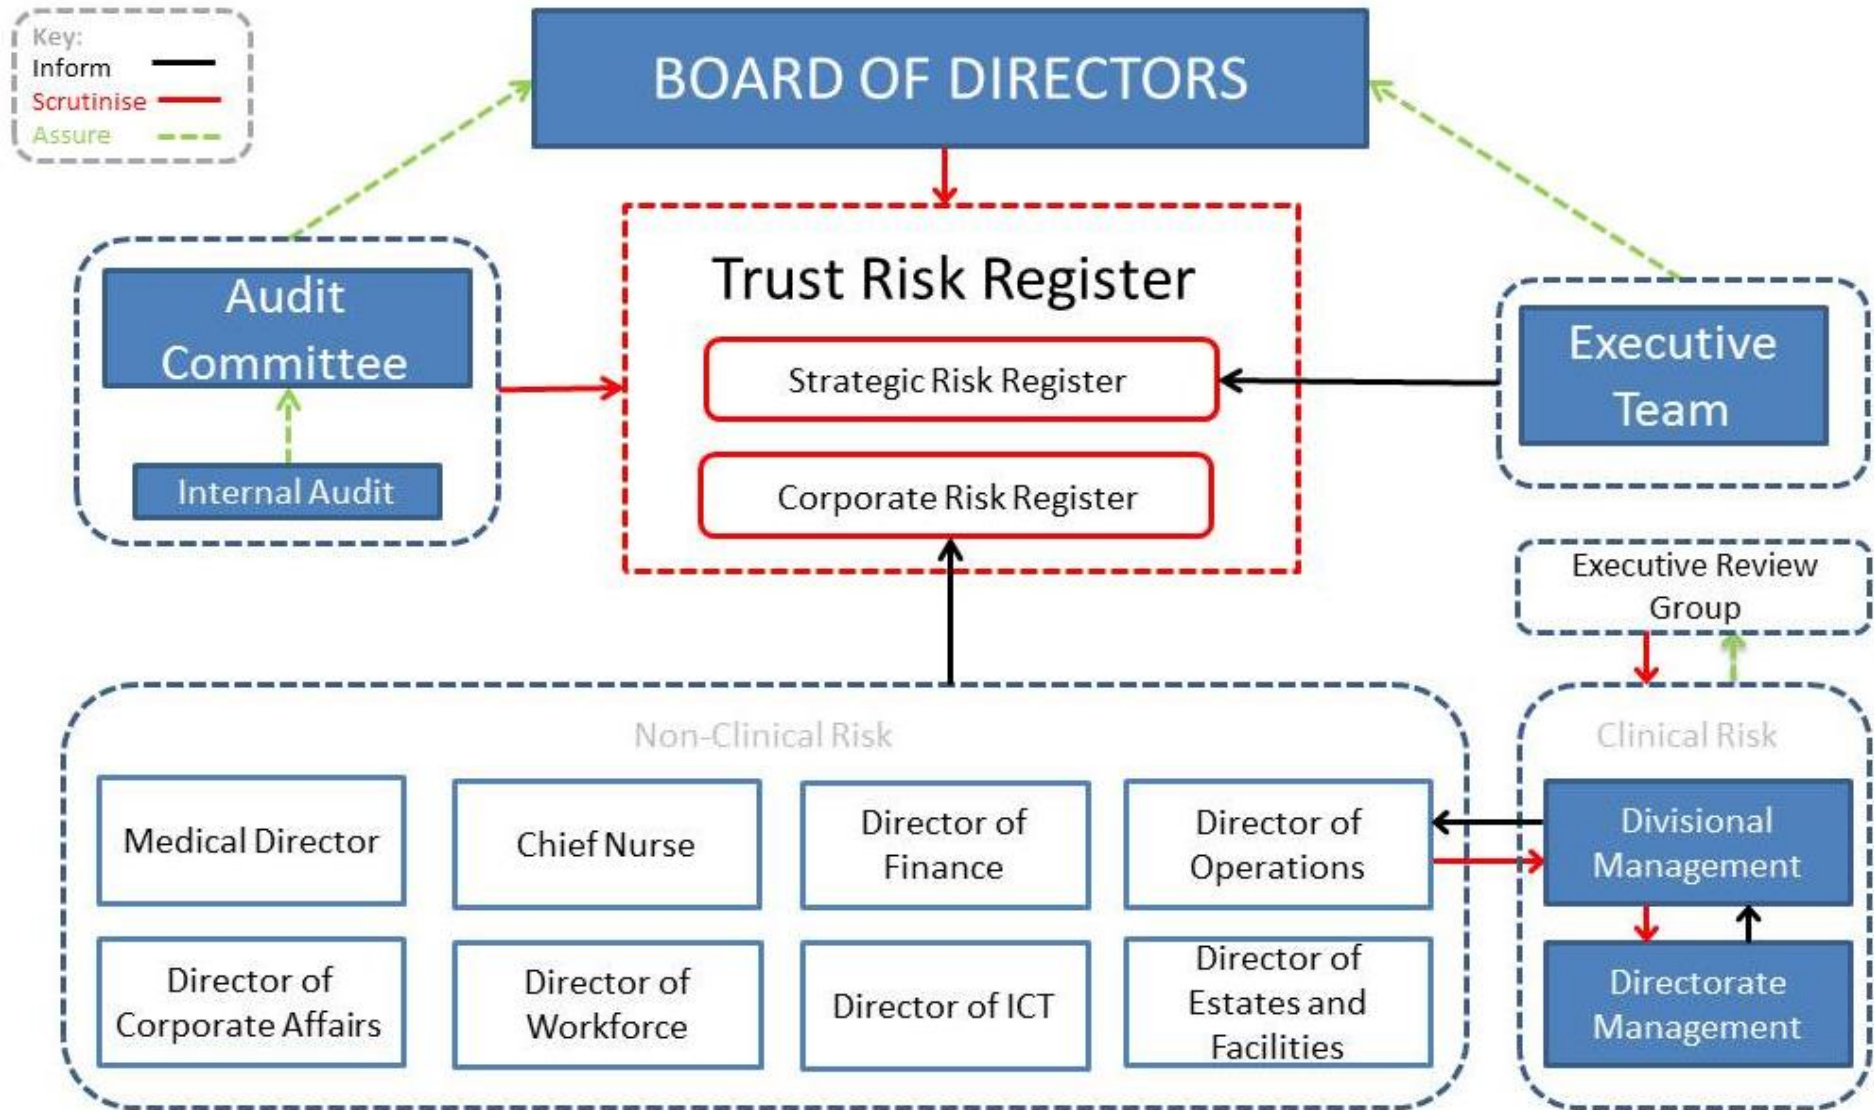 Key:
Inform
Scrutinise
Assure
BOARD OF DIRECTORS
Audit
Committee
Internal Audit
Trust Risk Register
Strategic Risk Register
Corporate Risk Register
Executive
Team
Executive Review
Group
Non-Clinical Risk
Medical Director
Chief Nurse
Director of
Finance
Director of
Operations
Director of
Corporate Affairs
Director of
Workforce
Director of ICT
Director of
Estates and
Facilities
Clinical Risk
Divisional
Management
Directorate
Management